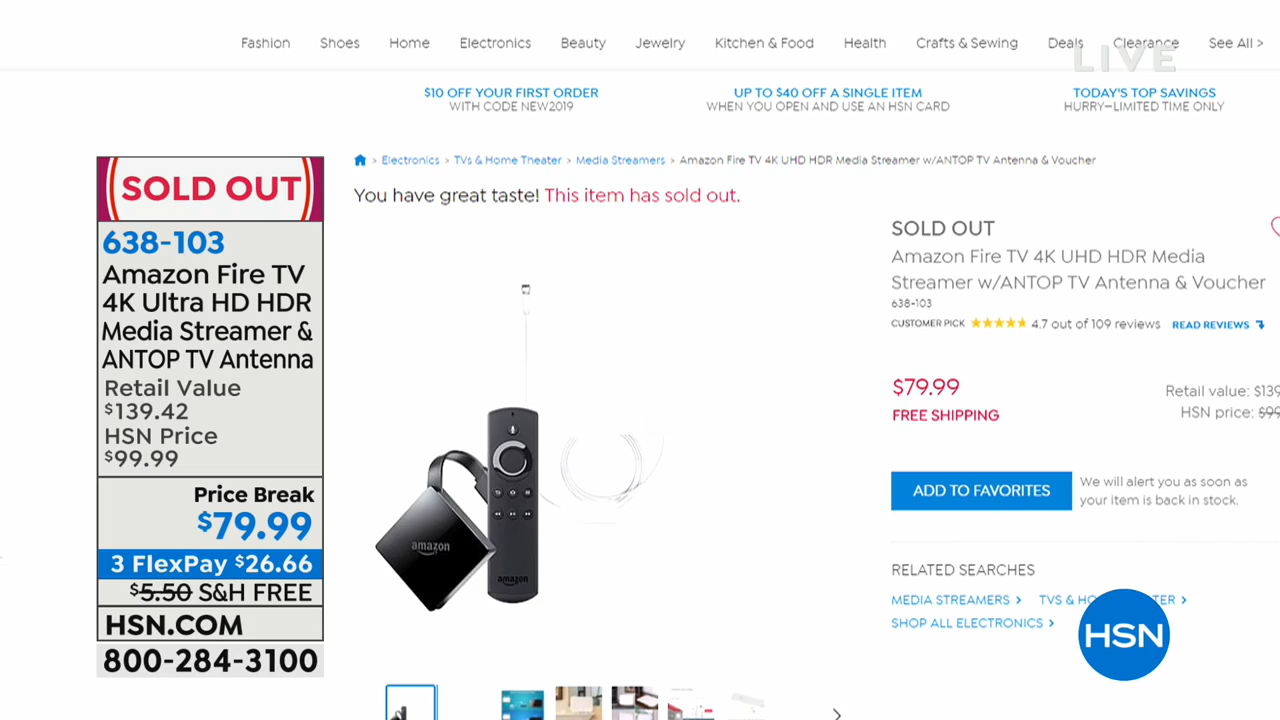 Fashion Shoes Home Electronics Beauty Jewelry Kitchen & Food Health Crafts & Sewing Deals Clearance See All >
LIVE
$10 OFF YOUR FIRST ORDER
WITH CODE NEW2019
UP TO $40 OFF A SINGLE ITEM
WHEN YOU OPEN AND USE AN HSN CARD
TODAY'S TOP SAVINGS
HURRY—LIMITED TIME ONLY
> Electronics > TVs & Home Theater > Media Streamers > Amazon Fire TV 4K UHD HDR Media Streamer w/ANTOP TV Antenna & Voucher
You have great taste! This item has sold out.
SOLD OUT
638-103
Amazon Fire TV
4K Ultra HD HDR
Media Streamer &
ANTOP TV Antenna
Retail Value
$139.42
HSN Price
$99.99
Price Break
$79.99
3 FlexPay $26.66
$5.50 S&H FREE
HSN.COM
800-284-3100
amazon
amazon
SOLD OUT
Amazon Fire TV 4K UHD HDR Media
Streamer w/ANTOP TV Antenna & Voucher
638-103
CUSTOMER PICK 4.7 out of 109 reviews READ REVIEWS
$79.99
FREE SHIPPING
Retail value: $139
HSN price: $99
ADD TO FAVORITES
We will alert you as soon as
your item is back in stock.
RELATED SEARCHES
MEDIA STREAMERS > TVS & HO TER >
SHOP ALL ELECTRONICS >
HSN